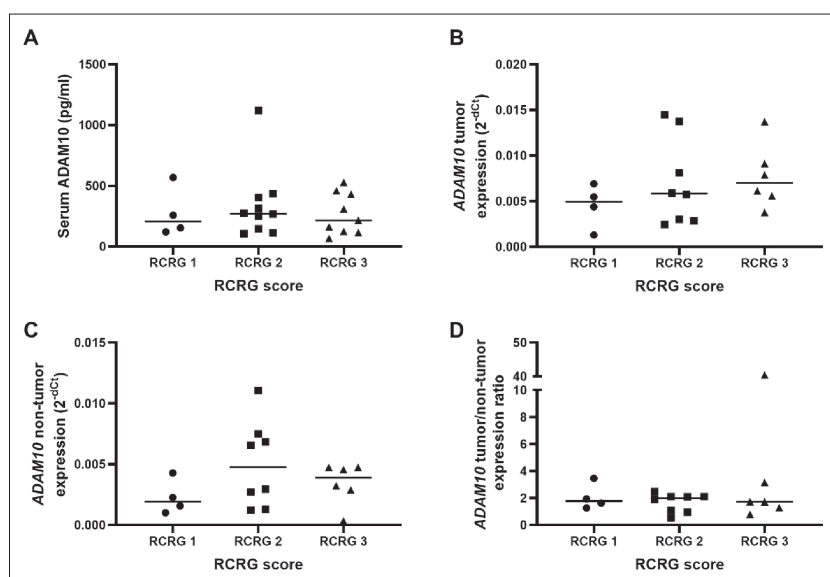 A
Serum ADAM10 (pg/ml)
1500
1000
500
0
RCRG 1 RCRG 2 RCRG 3
RCRG score
B
ADAM10 tumor
expression (2^-dCt)
0.020
0.015
0.010
0.005
0.000
RCRG 1 RCRG 2 RCRG 3
RCRG score
C
ADAM10 non-tumor
expression (2^-dCt)
0.015
0.010
0.005
0.000
RCRG 1 RCRG 2 RCRG 3
RCRG score
D
ADAM10 tumor/non-tumor
expression ratio
50
40
10
8
6
4
2
0
RCRG 1 RCRG 2 RCRG 3
RCRG score